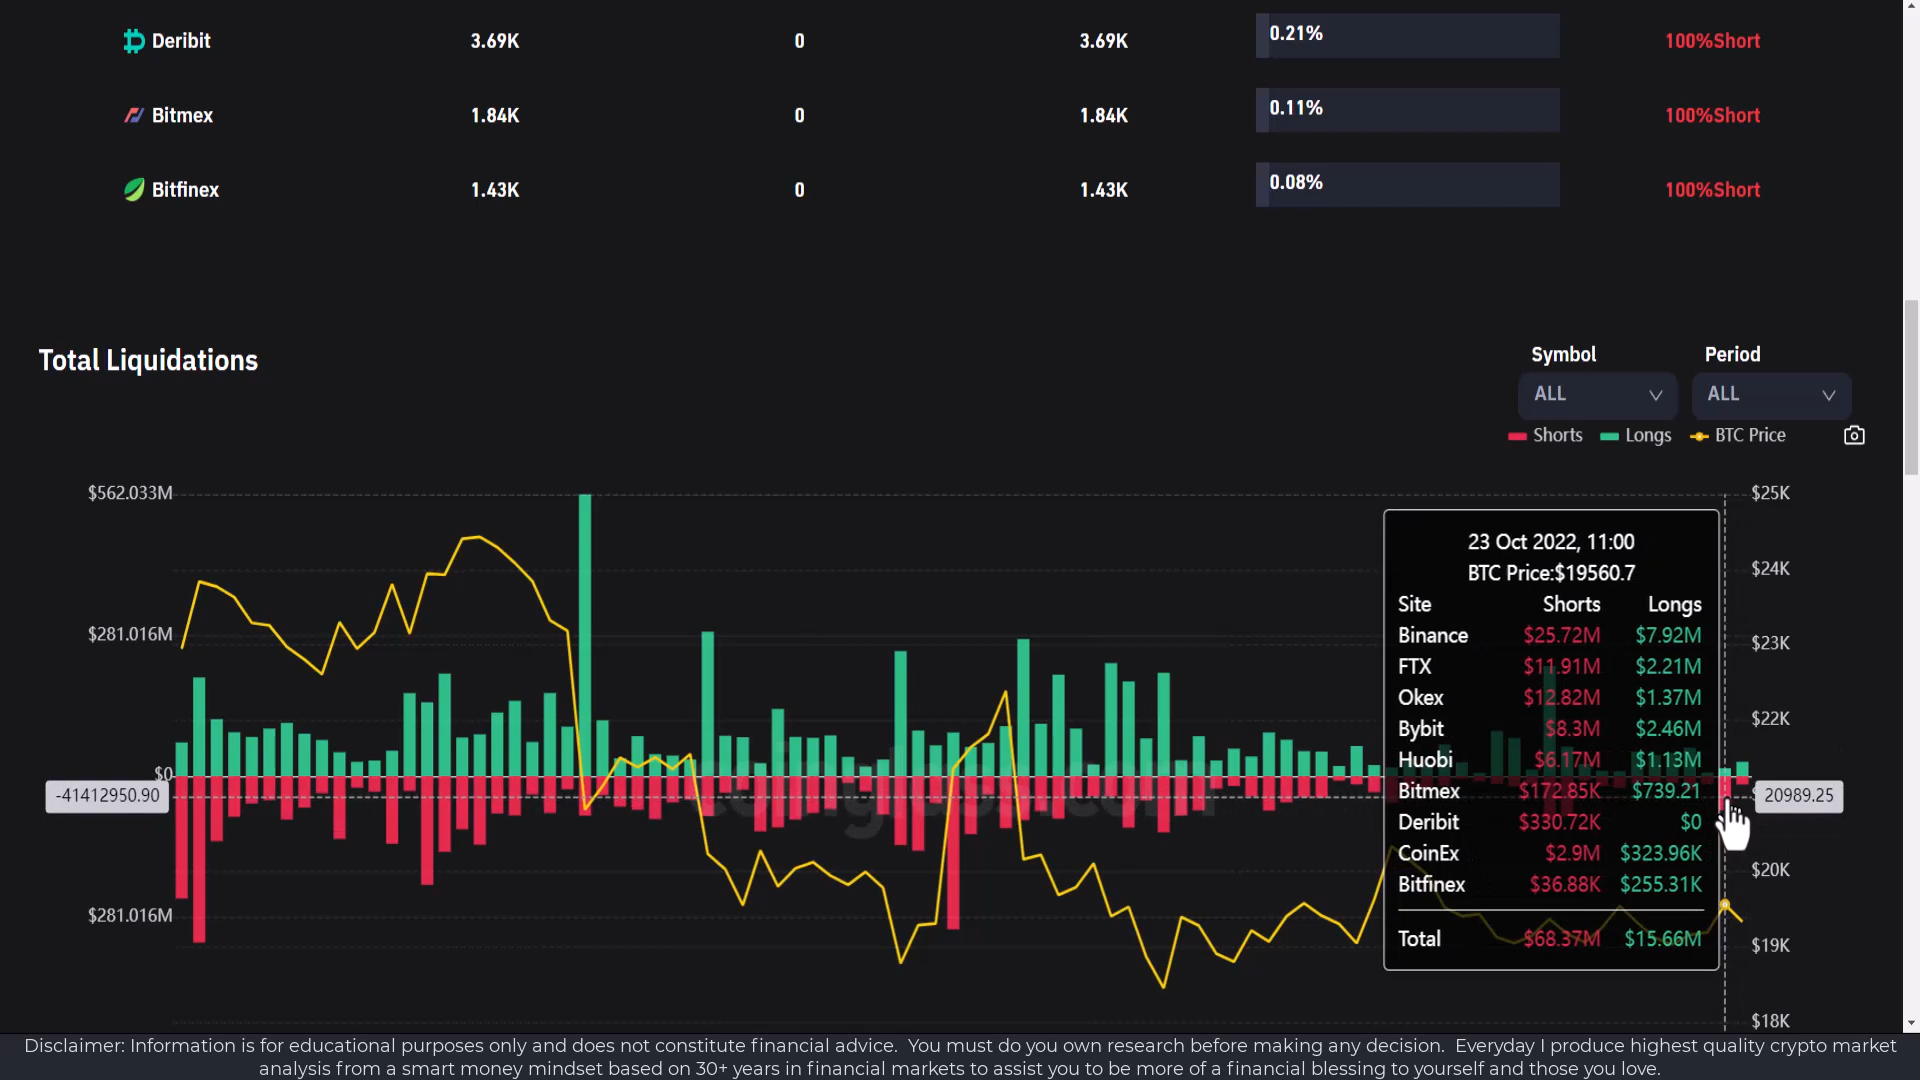 Deribit 3.69K 0 3.69K 0.21% 100%Short
Bitmex 1.84K 0 1.84K 0.11% 100%Short
Bitfinex 1.43K 0 1.43K 0.08% 100%Short
Total Liquidations
Symbol Period
ALL ALL
Shorts Longs BTC Price
$562.033M $25K
23 Oct 2022, 11:00
BTC Price:$19560.7
$24K
Site Shorts Longs
$281.016M Binance $25.72M $7.92M $23K
FTX $11.91M $2.21M
Okex $12.82M $1.37M
Bybit $8.3M $2.46M $22K
Huobi $6.17M $1.13M
$0
-41412950.90 Bitmex $172.85K $739.21 20989.25
coinglass.com
Deribit $330.72K $0
CoinEx $2.9M $323.96K
$20K
Bitfinex $36.88K $255.31K
$281.016M
Total $68.37M $15.66M $19K
$18K
Disclaimer: Information is for educational purposes only and does not constitute financial advice. You must do you own research before making any decision. Everyday I produce highest quality crypto market
analysis from a smart money mindset based on 30+ years in financial markets to assist you to be more of a financial blessing to yourself and those you love.